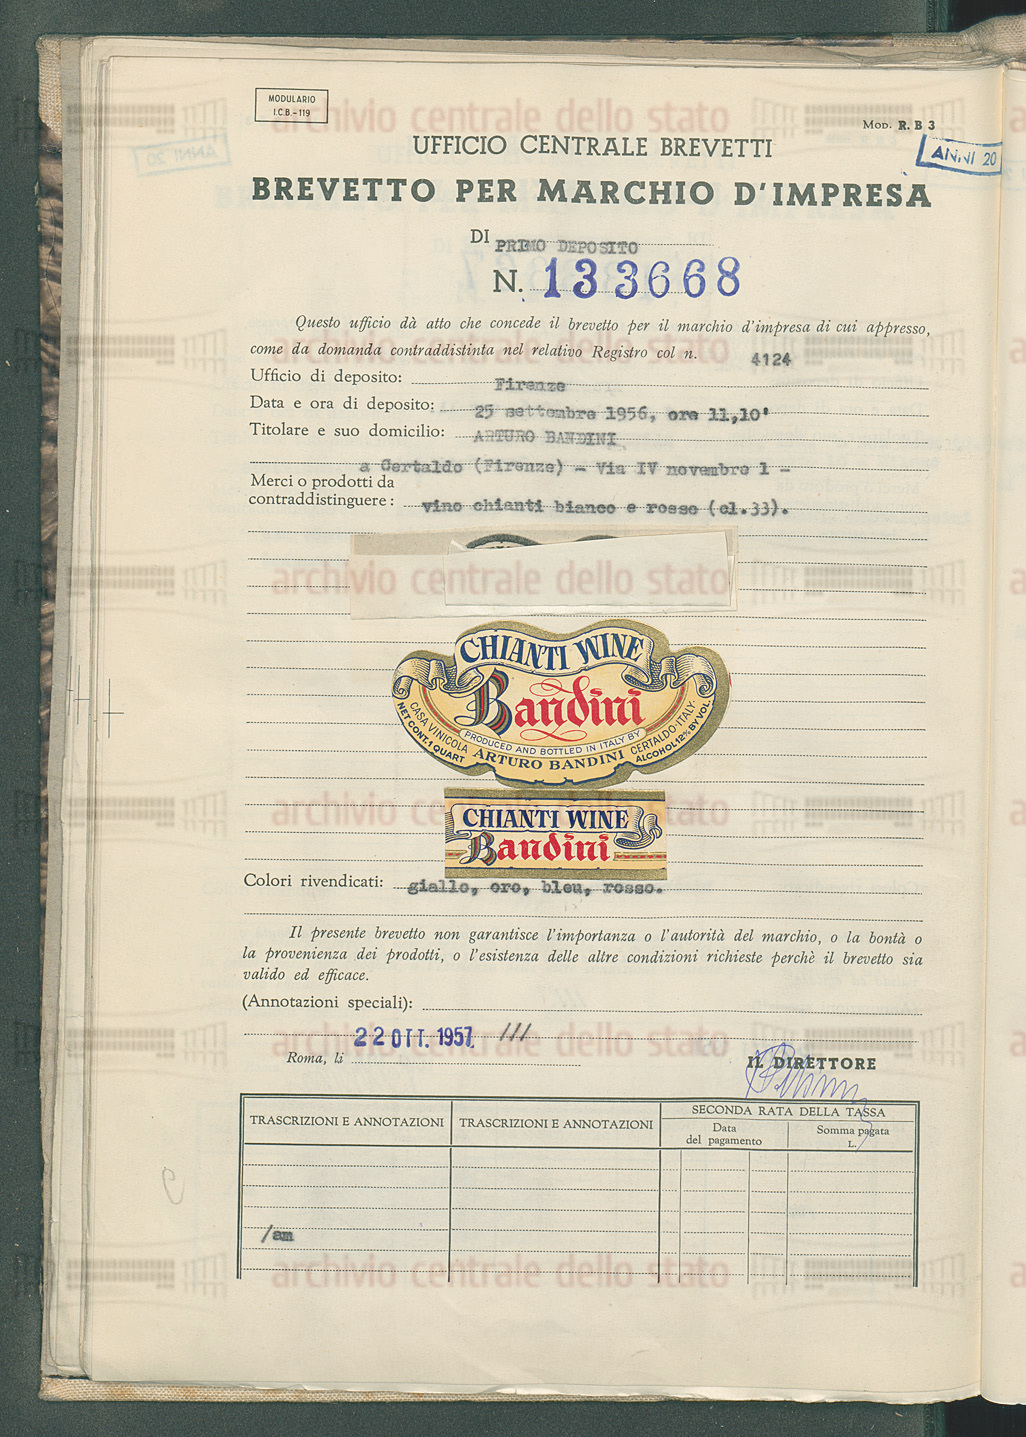 MODULARIO
I.C.B. - 119
MOD. R. B 3
ANNI 20
UFFICIO CENTRALE BREVETTI
BREVETTO PER MARCHIO D'IMPRESA
DI PRIMO DEPOSITO
N. 133668
Questo ufficio dà atto che concede il brevetto per il marchio d'impresa di cui appresso,
come da domanda contraddistinta nel relativo Registro col n. 4124
Ufficio di deposito: Firenze
Data e ora di deposito: 25 settembre 1956, ore 11,10'
Titolare e suo domicilio: ARTURO BANDINI
a Certaldo (Firenze) - Via IV novembre 1 -
Merci o prodotti da
contraddistinguere: vino chianti bianco e rosso (cl.33).
archivio centrale dello stato
CHIANTI WINE
Bandini
CASA VINICOLA
PRODUCED AND BOTTLED IN ITALY BY
CERTALDO-ITALY
NET CONT. 1 QUART
ARTURO BANDINI
ALCOHOL 12% BY VOL.
CHIANTI WINE
Bandini
Colori rivendicati: giallo, oro, bleu, rosso.
Il presente brevetto non garantisce l'importanza o l'autorità del marchio, o la bontà o
la provenienza dei prodotti, o l'esistenza delle altre condizioni richieste perchè il brevetto sia
valido ed efficace.
(Annotazioni speciali):
22 OTT. 1957
Roma, li
IL DIRETTORE
TRASCRIZIONI E ANNOTAZIONI
TRASCRIZIONI E ANNOTAZIONI
SECONDA RATA DELLA TASSA
Data
del pagamento
Somma pagata
L.
/am